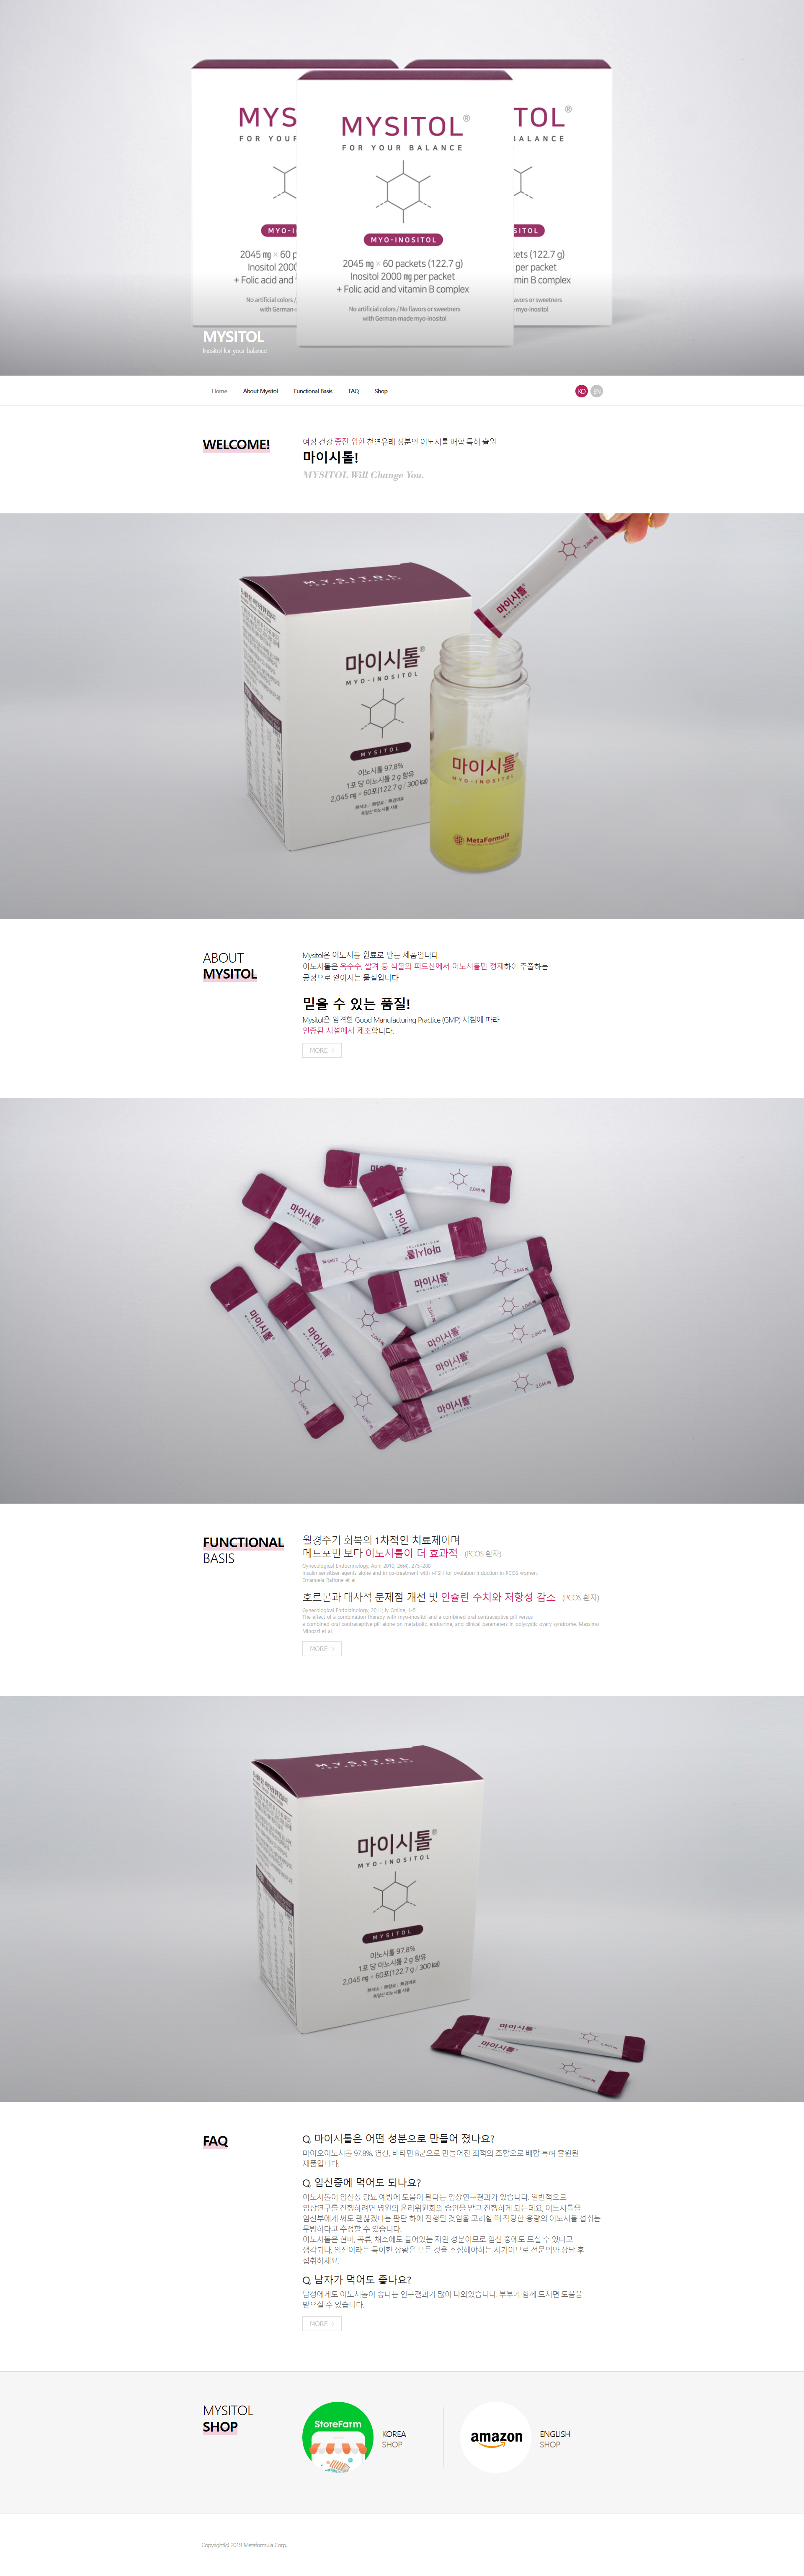 MYSITOL®
FOR YOUR BALANCE
MYO-INOSITOL
2045 mg × 60 packets (122.7 g)
Inositol 2000 mg per packet
+ Folic acid and vitamin B complex
No artificial colors / No flavors or sweetners
with German-made myo-inositol
MYSITOL
Inositol for your balance
Home
About Mysitol
Functional Basis
FAQ
Shop
KO
EN
WELCOME!
여성 건강 증진 위한 천연유래 성분인 이노시톨 배합 특허 출원
마이시톨!
MYSITOL Will Change You.
MYSITOL
FOR YOUR BALANCE
마이시톨®
MYO-INOSITOL
MYSITOL
이노시톨 97.8%
1포 당 이노시톨 2 g 함유
2,045 mg × 60포(122.7 g / 300 kcal)
마이시톨
MYO-INOSITOL
2,045 mg
마이시톨®
MYO-INOSITOL
MetaFormula
ABOUT
MYSITOL
Mysitol은 이노시톨 원료로 만든 제품입니다.
이노시톨은 옥수수, 쌀겨 등 식물의 피트산에서 이노시톨만 정제하여 추출하는
공정으로 얻어지는 물질입니다
믿을 수 있는 품질!
Mysitol은 엄격한 Good Manufacturing Practice (GMP) 지침에 따라
인증된 시설에서 제조합니다.
MORE >
마이시톨
MYO-INOSITOL
2,045 mg
FUNCTIONAL
BASIS
월경주기 회복의 1차적인 치료제이며
메트포민 보다 이노시톨이 더 효과적 (PCOS 환자)
Gynecological Endocrinology, April 2010; 26(4): 275–280
Insulin sensitiser agents alone and in co-treatment with r-FSH for ovulation induction in PCOS women
Emanuela Raffone et al.
호르몬과 대사적 문제점 개선 및 인슐린 수치와 저항성 감소 (PCOS 환자)
Gynecological Endocrinology, 2011; ly Online, 1-5
The effect of a combination therapy with myo-inositol and a combined oral contraceptive pill versus
a combined oral contraceptive pill alone on metabolic, endocrine, and clinical parameters in polycystic ovary syndrome. Massimo
Minozzi et al.
MORE >
MYSITOL
FOR YOUR BALANCE
마이시톨®
MYO-INOSITOL
MYSITOL
이노시톨 97.8%
1포 당 이노시톨 2 g 함유
2,045 mg × 60포(122.7 g / 300 kcal)
마이시톨
FAQ
Q. 마이시톨은 어떤 성분으로 만들어 졌나요?
마이오이노시톨 97.8%, 엽산, 비타민 B군으로 만들어진 최적의 조합으로 배합 특허 출원된
제품입니다.
Q. 임신중에 먹어도 되나요?
이노시톨이 임신성 당뇨 예방에 도움이 된다는 임상연구결과가 있습니다. 일반적으로
임상연구를 진행하려면 병원의 윤리위원회의 승인을 받고 진행하게 되는데요, 이노시톨을
임신부에게 써도 괜찮겠다는 판단 하에 진행된 것임을 고려할 때 적당한 용량의 이노시톨 섭취는
무방하다고 추정할 수 있습니다.
이노시톨은 현미, 곡류, 채소에도 들어있는 자연 성분이므로 임신 중에도 드실 수 있다고
생각되나, 임신이라는 특이한 상황은 모든 것을 조심해야하는 시기이므로 전문의와 상담 후
섭취하세요.
Q. 남자가 먹어도 좋나요?
남성에게도 이노시톨이 좋다는 연구결과가 많이 나와있습니다. 부부가 함께 드시면 도움을
받으실 수 있습니다.
MORE >
MYSITOL
SHOP
StoreFarm
KOREA
SHOP
amazon
ENGLISH
SHOP
Copyright(c) 2019 Metaformula Corp.